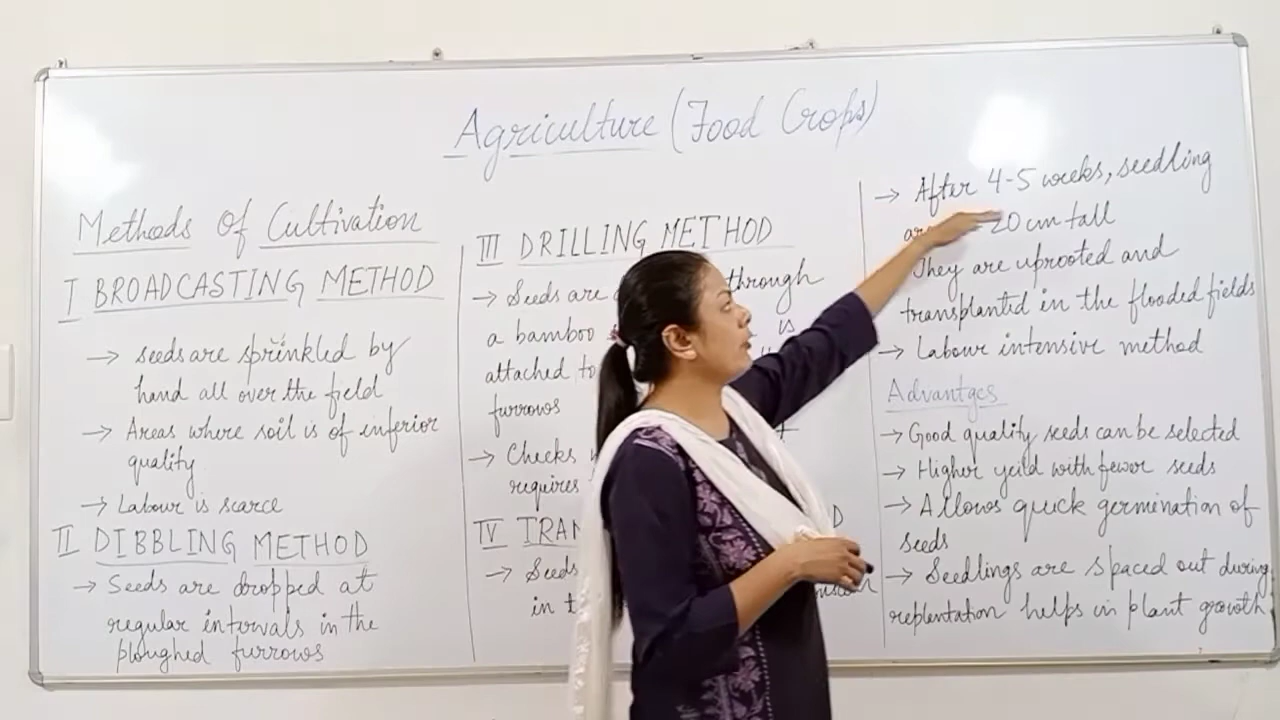 Agriculture (Food Crops)
Methods Of Cultivation
I BROADCASTING METHOD
→ seeds are sprinkled by
hand all over the field
→ Areas where soil is of inferior
quality
→ Labour is scarce
II DIBBLING METHOD
→ Seeds are dropped at
regular intervals in the
ploughed furrows
III DRILLING METHOD
→ Seeds are through
a bamboo is
attached to
furrows
→ Checks
requires
IV TRAN
→ Seeds
in t
→ After 4-5 weeks, seedling
20 cm tall
They are uprooted and
transplanted in the flooded fields
→ Labour intensive method
Advantges
→ Good quality seeds can be selected
→ Higher yeild with fewer seeds
→ Allows quick germination of
seeds
→ Seedlings are spaced out during
replentation helps in plant growth